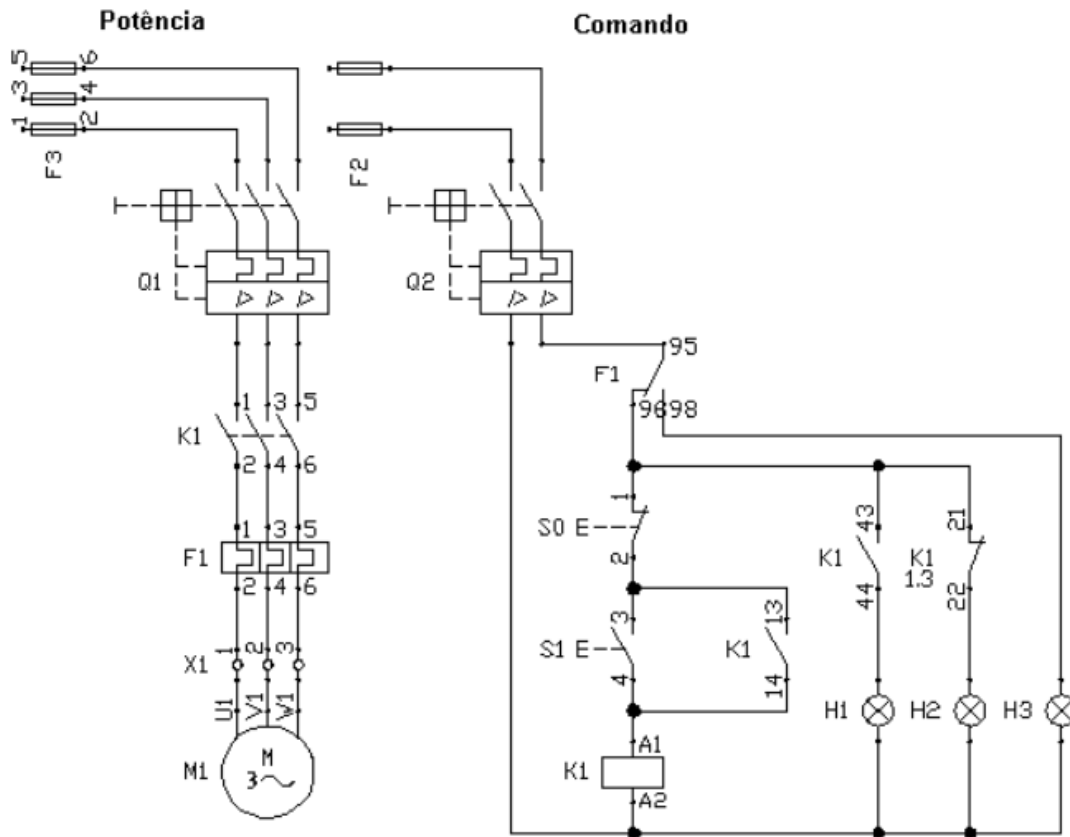 Potência
Comando
5 6
3 4
1 2
F3
F2
Q1
Q2
95
F1
96 98
1 3 5
K1
2 4 6
1
S0 E
2
43
K1
44
21
K1
1.3
22
1 3 5
F1
2 4 6
3
S1 E
4
13
K1
14
1 2 3
X1
U1 V1 W1
M1
M
3
H1
H2
H3
A1
K1
A2